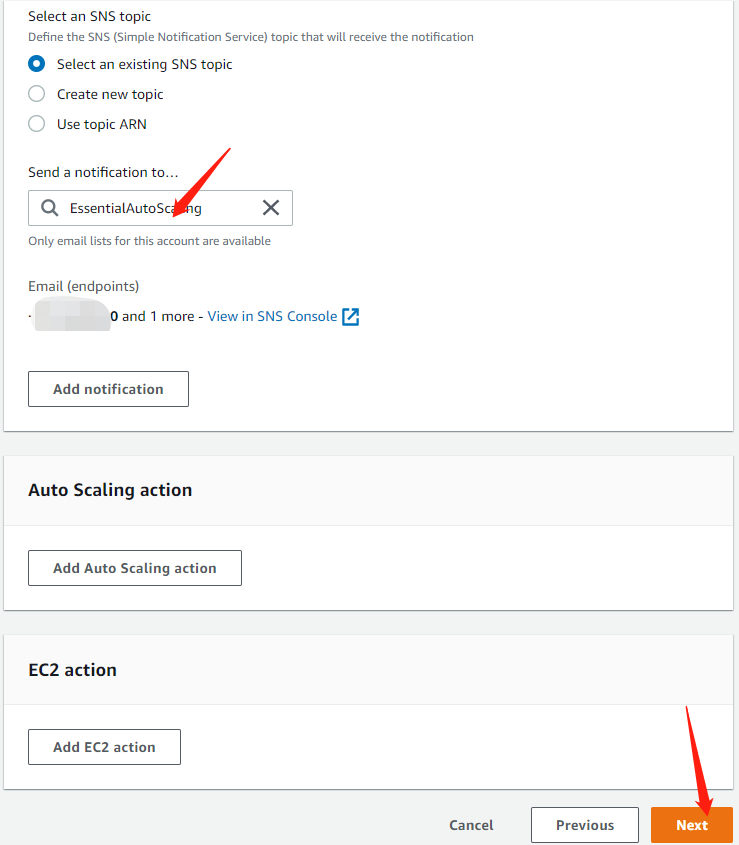 Select an SNS topic
Define the SNS (Simple Notification Service) topic that will receive the notification
Select an existing SNS topic
Create new topic
Use topic ARN
Send a notification to…
EssentialAutoScaling
Only email lists for this account are available
Email (endpoints)
· 0 and 1 more - View in SNS Console
Add notification
Auto Scaling action
Add Auto Scaling action
EC2 action
Add EC2 action
Cancel Previous Next